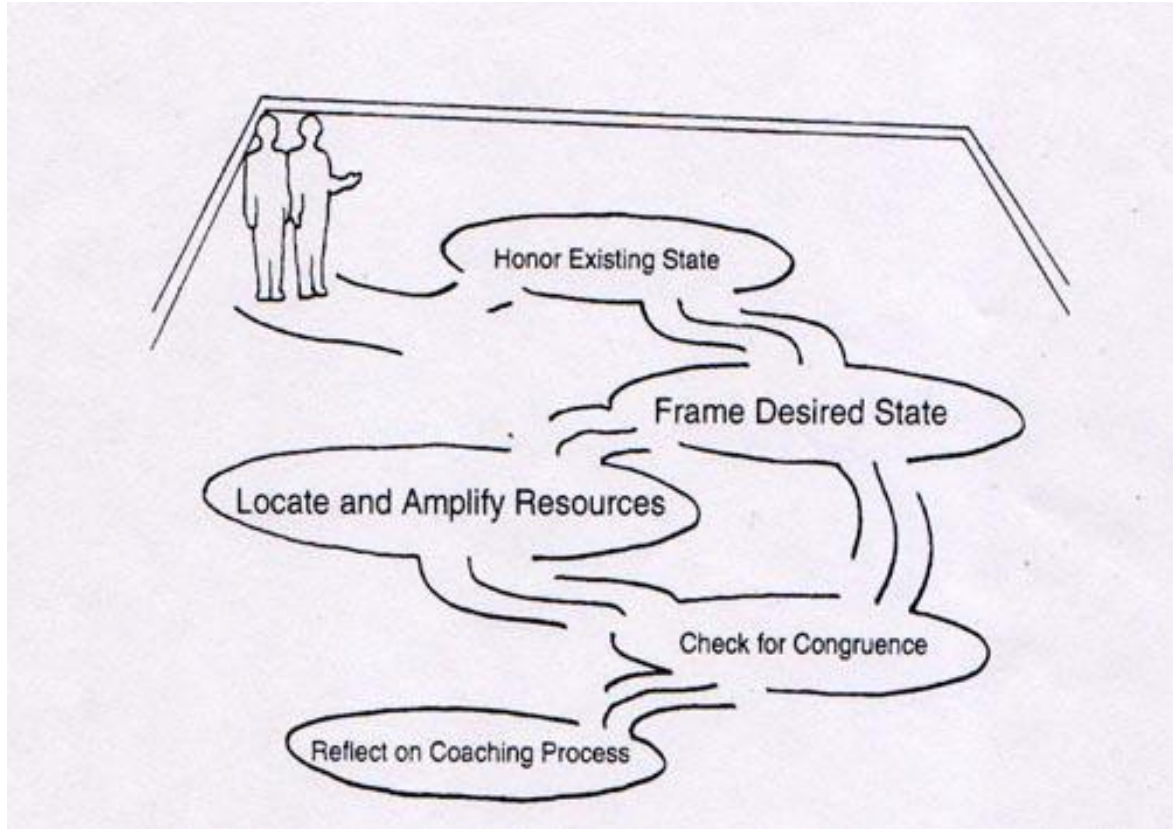 Honor Existing State
Frame Desired State
Locate and Amplify Resources
Check for Congruence
Reflect on Coaching Process